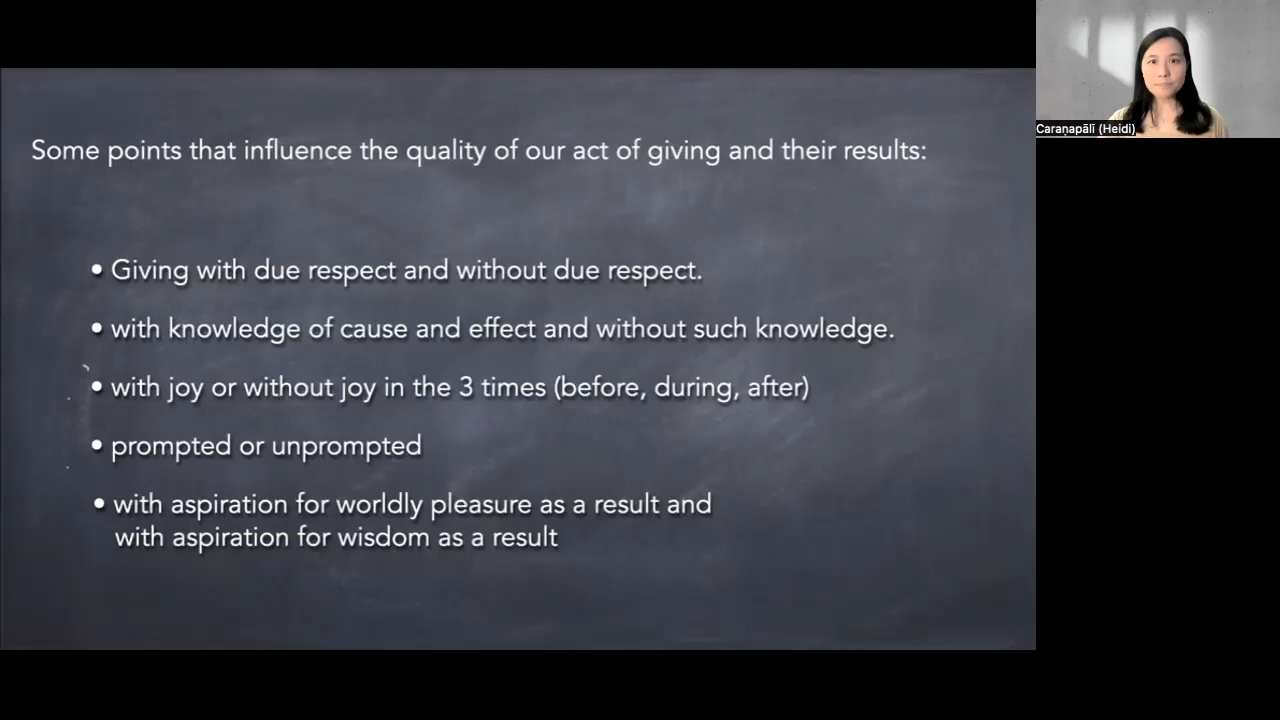 Some points that influence the quality of our act of giving and their results:
• Giving with due respect and without due respect.
• with knowledge of cause and effect and without such knowledge.
• with joy or without joy in the 3 times (before, during, after)
• prompted or unprompted
• with aspiration for worldly pleasure as a result and
with aspiration for wisdom as a result
Caraṇapālī (Heidi)